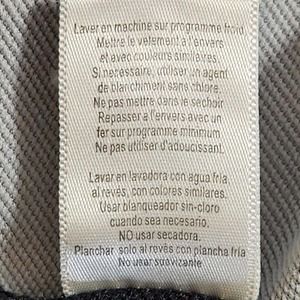 Laver en machine sur programme froid
Mettre le vetement a l'envers
et avec couleurs similaires.
Si necessaire, utiliser un agent
de blanchiment sans chlore.
Ne pas mettre dans le sechoir
Repasser a l'envers avec un
fer sur programme minimum
Ne pas utiliser d'adoucissant.
Lavar en lavadora con agua fria,
al revés, con colores similares.
Usar blanqueador sin-cloro
cuando sea necesario.
NO usar secadora.
Planchar solo al revés con plancha fría
No usar suavizante